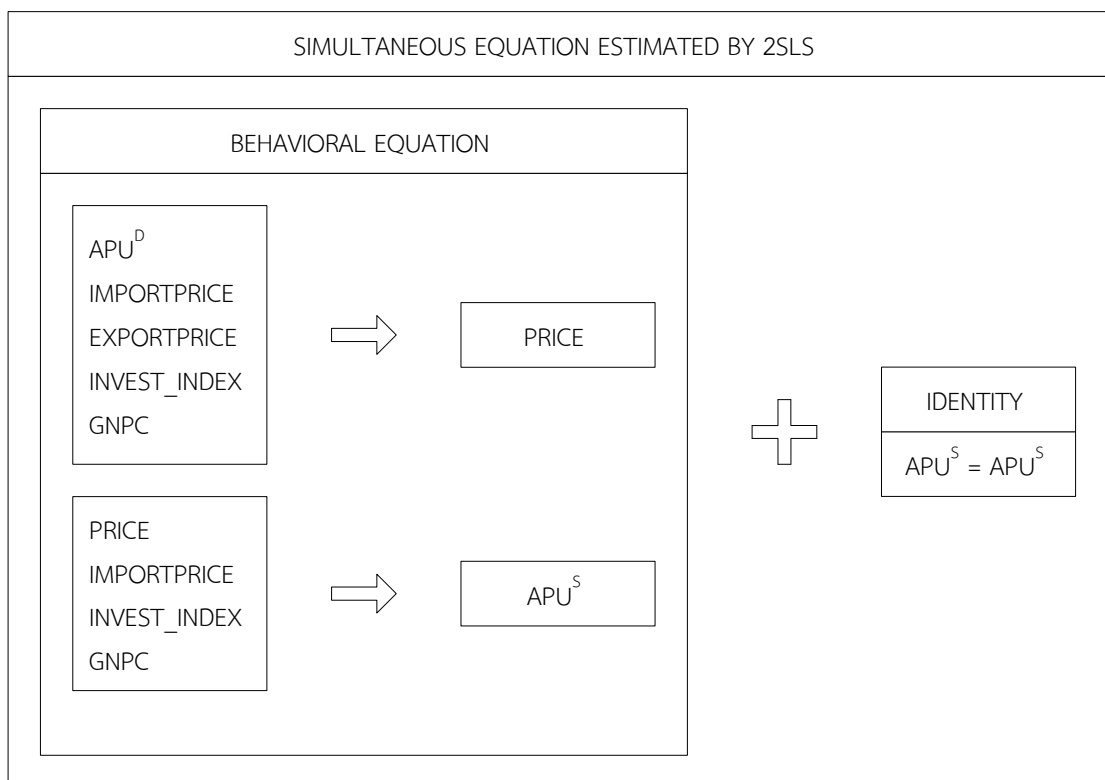 SIMULTANEOUS EQUATION ESTIMATED BY 2SLS
BEHAVIORAL EQUATION
APU^D
IMPORTPRICE
EXPORTPRICE
INVEST_INDEX
GNPC
PRICE
PRICE
IMPORTPRICE
INVEST_INDEX
GNPC
APU^S
IDENTITY
APU^S = APU^S